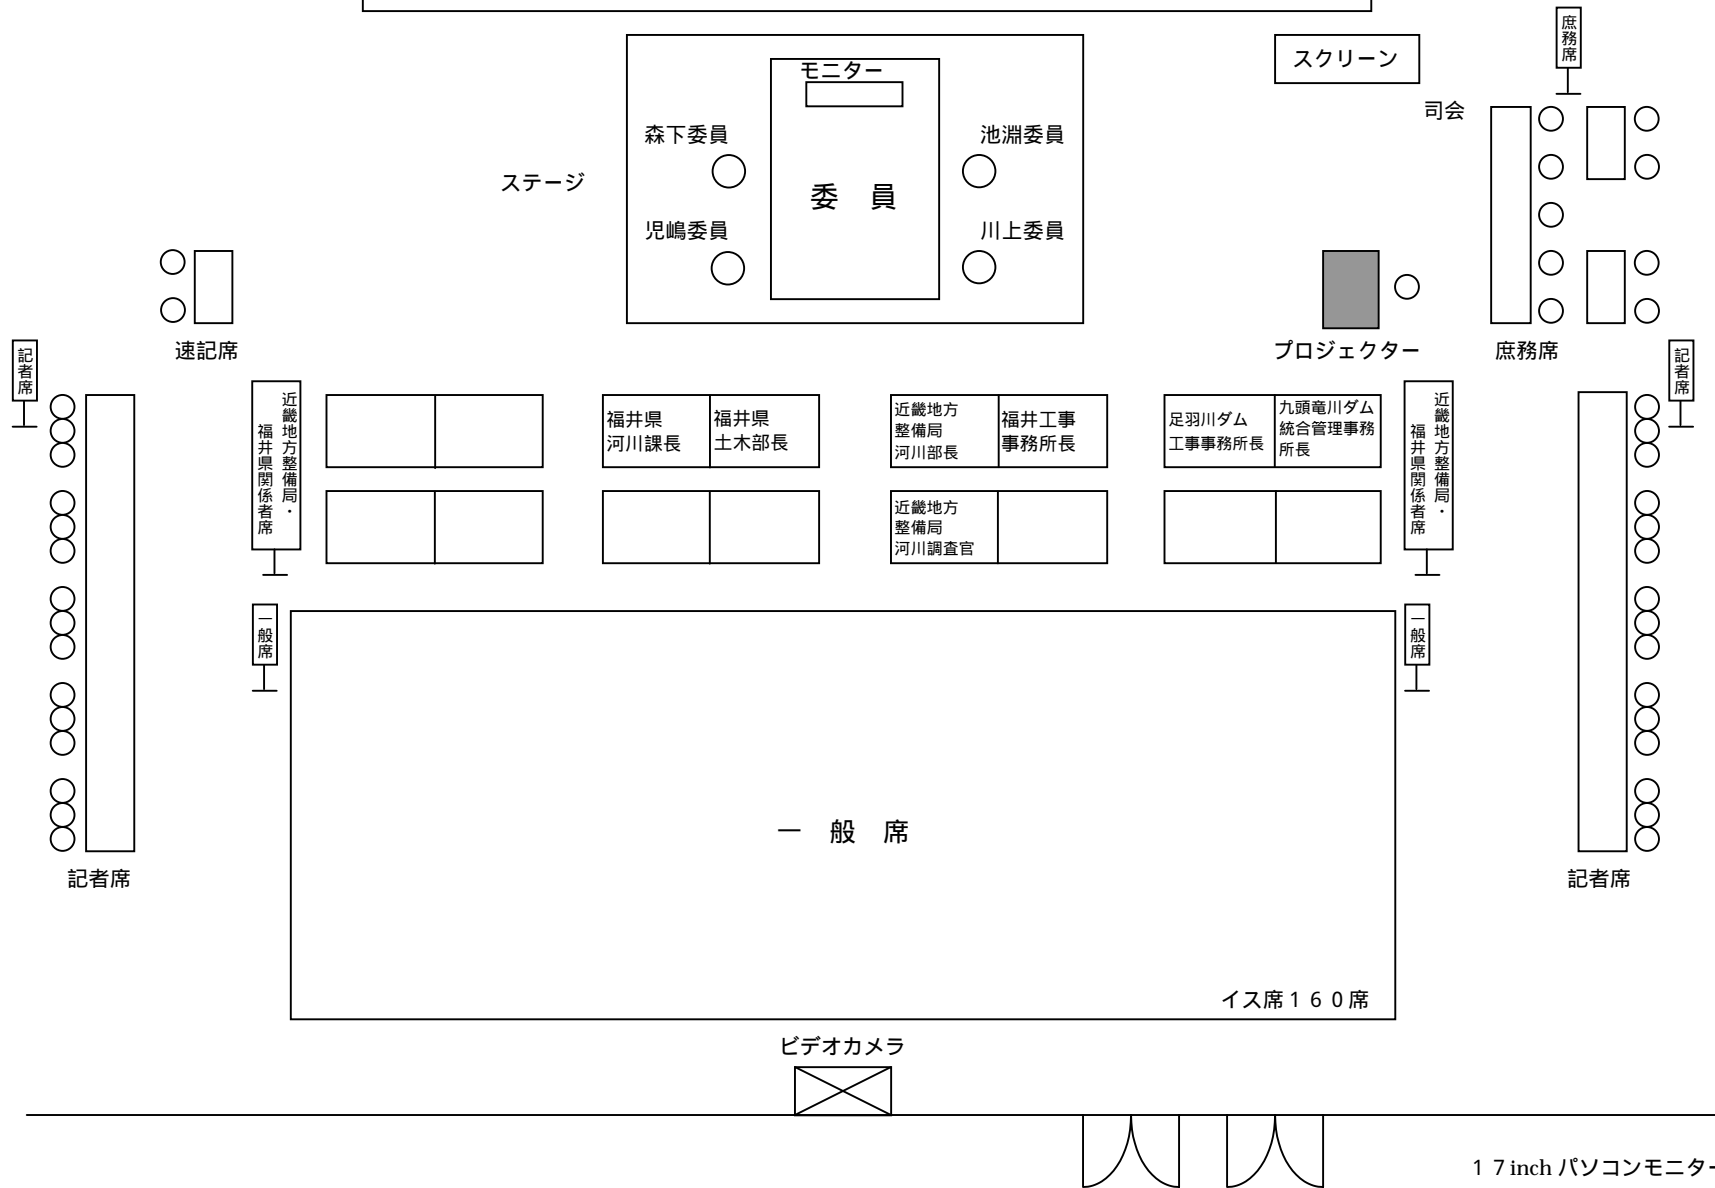 庶務席
スクリーン
モニター
司会
森下委員
池淵委員
ステージ
委 員
児嶋委員
川上委員
速記席
プロジェクター
庶務席
記者席
記者席
近畿地方整備局・
福井県関係者席
福井県
河川課長
福井県
土木部長
近畿地方
整備局
河川部長
福井工事
事務所長
足羽川ダム
工事事務所長
九頭竜川ダム
統合管理事務
所長
近畿地方整備局・
福井県関係者席
近畿地方
整備局
河川調査官
一般席
一般席
一 般 席
記者席
記者席
イス席１６０席
ビデオカメラ
１７inch パソコンモニター